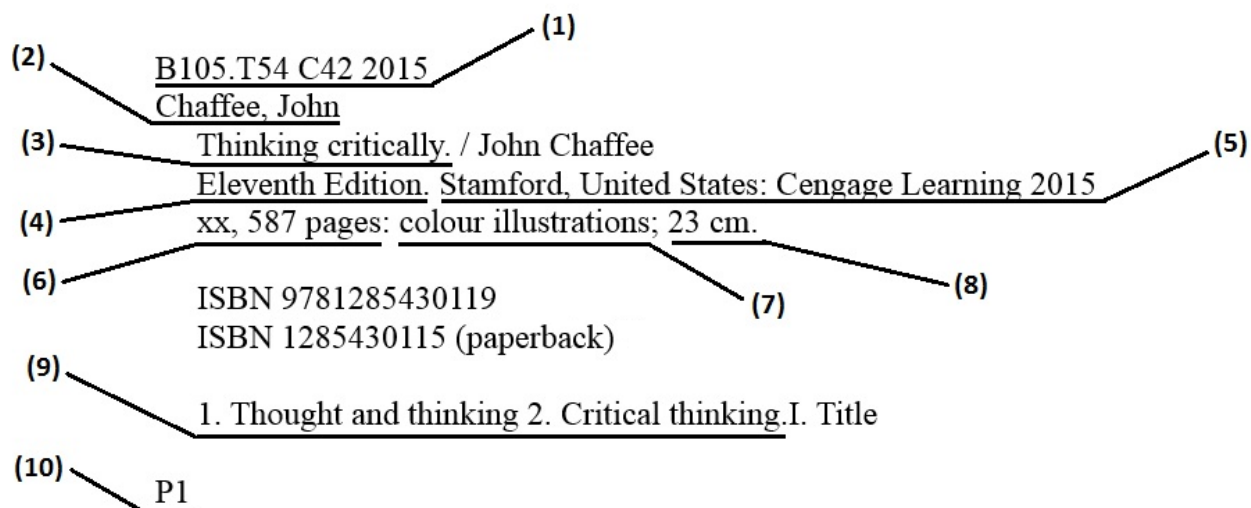 (1)
(2)
B105.T54 C42 2015
Chaffee, John
(3)
Thinking critically. / John Chaffee
(5)
(4)
Eleventh Edition. Stamford, United States: Cengage Learning 2015
xx, 587 pages: colour illustrations; 23 cm.
(6)
(7)
(8)
ISBN 9781285430119
ISBN 1285430115 (paperback)
(9)
1. Thought and thinking 2. Critical thinking.I. Title
(10)
P1